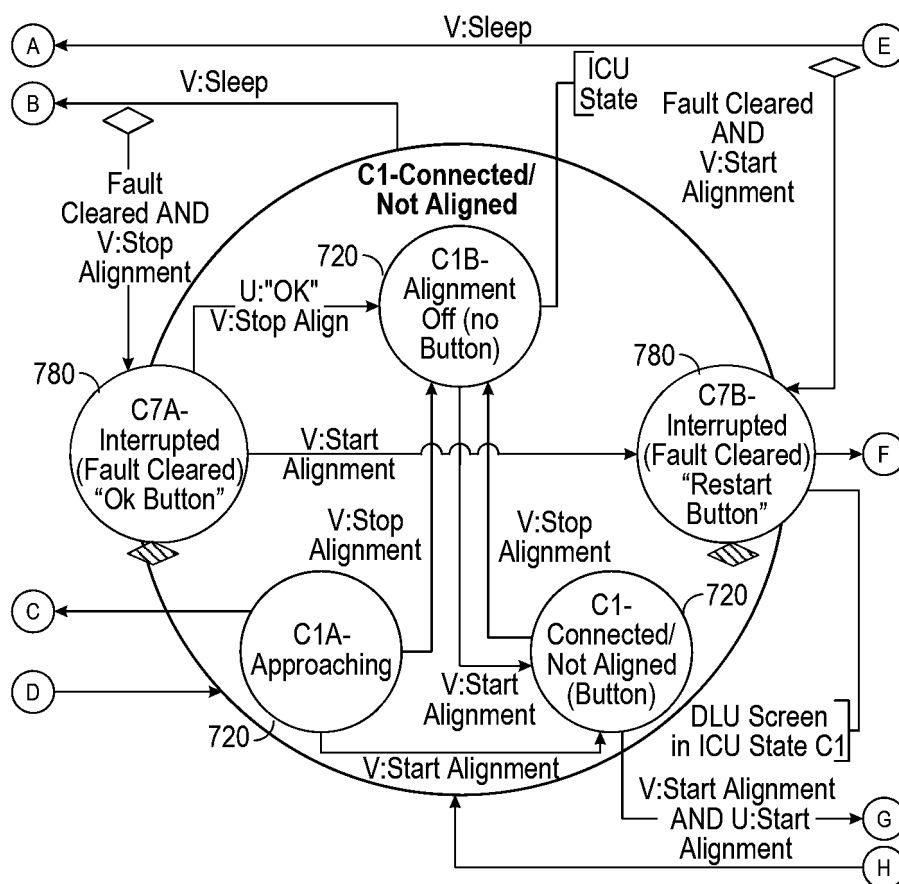 V:Sleep
A
E
V:Sleep
B
ICU
State
Fault Cleared
AND
V:Start
Alignment
Fault
Cleared AND
V:Stop
Alignment
C1-Connected/
Not Aligned
720
C1B-
Alignment
Off (no
Button)
U:"OK"
V:Stop Align
780
C7A-
Interrupted
(Fault Cleared)
“Ok Button”
V:Start
Alignment
780
C7B-
Interrupted
(Fault Cleared)
“Restart
Button”
F
V:Stop
Alignment
V:Stop
Alignment
C
C1A-
Approaching
720
C1-
Connected/
Not Aligned
(Button)
720
D
V:Start
Alignment
DLU Screen
in ICU State C1
V:Start Alignment
V:Start Alignment
AND U:Start
Alignment
G
H